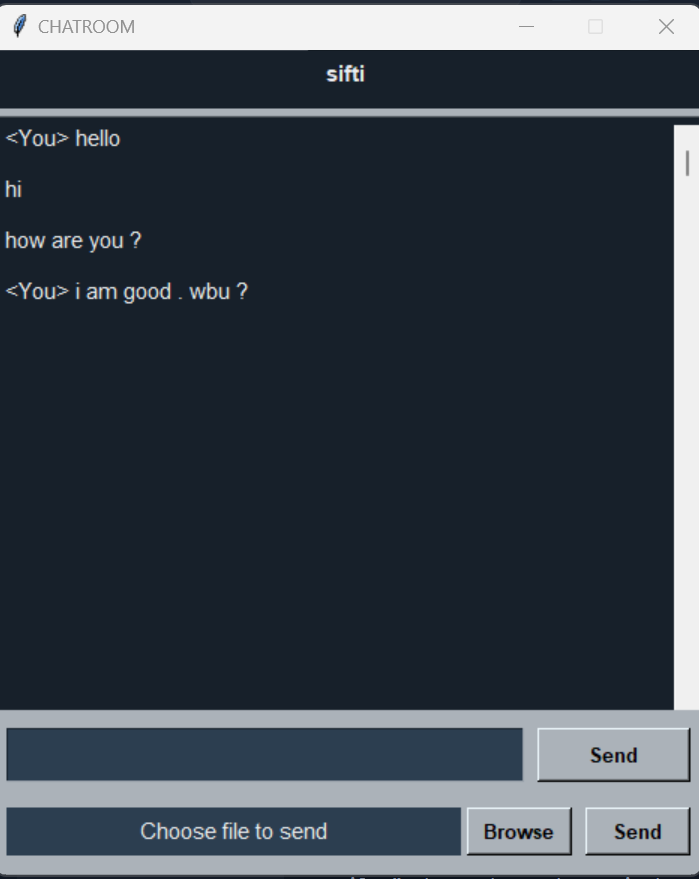 CHATROOM
sifti
<You> hello
hi
how are you ?
<You> i am good . wbu ?
Send
Choose file to send
Browse
Send